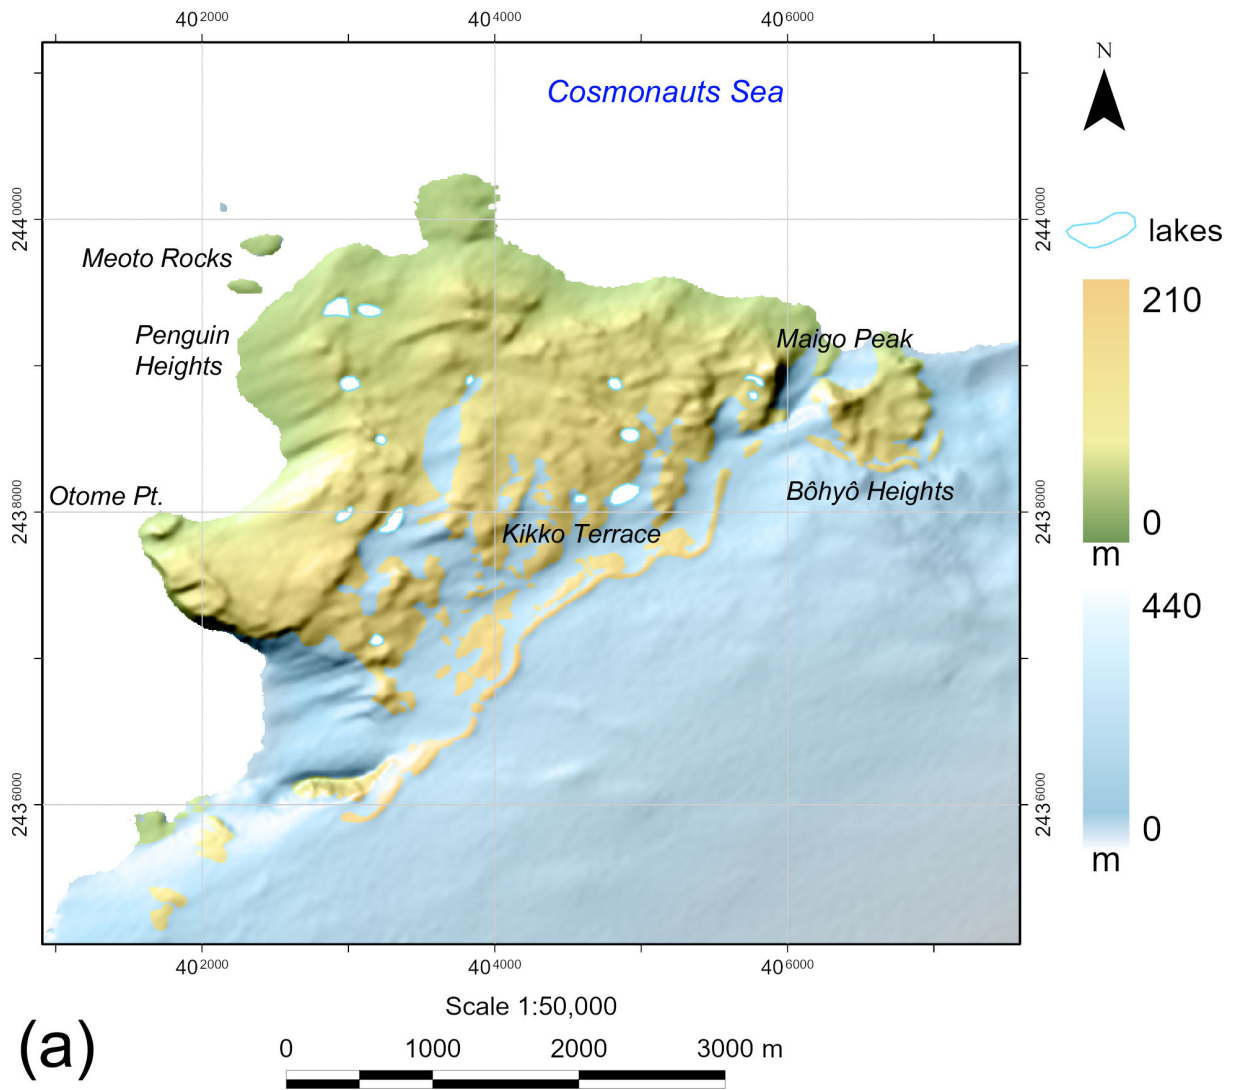 402000 404000 406000
N
Cosmonauts Sea
2440000 2440000
lakes
Meoto Rocks
210
Penguin
Heights
Maigo Peak
Otome Pt.
Bôhyô Heights
2438000 2438000
0
Kikko Terrace
m
440
2436000 2436000
0
m
402000 404000 406000
Scale 1:50,000
(a)
0 1000 2000 3000 m